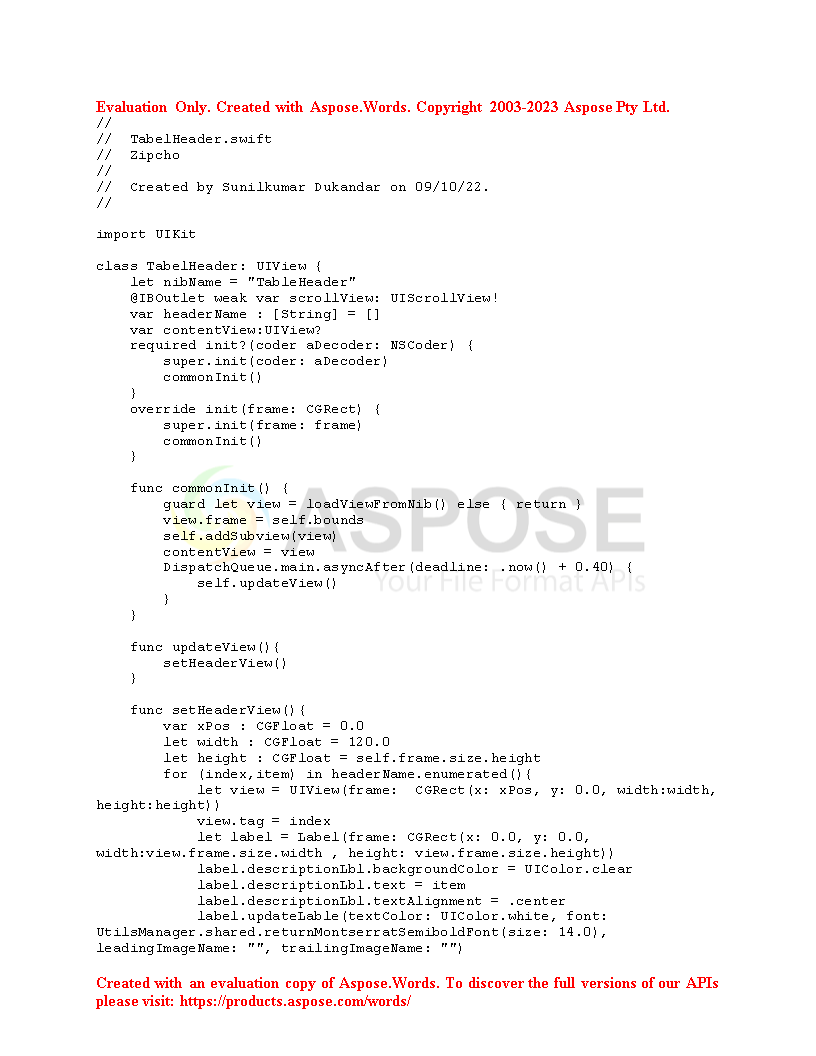 Evaluation Only. Created with Aspose.Words. Copyright 2003-2023 Aspose Pty Ltd.
//
//  TabelHeader.swift
//  Zipcho
//
//  Created by Sunilkumar Dukandar on 09/10/22.
//

import UIKit

class TabelHeader: UIView {
    let nibName = "TableHeader"
    @IBOutlet weak var scrollView: UIScrollView!
    var headerName : [String] = []
    var contentView:UIView?
    required init?(coder aDecoder: NSCoder) {
        super.init(coder: aDecoder)
        commonInit()
    }
    override init(frame: CGRect) {
        super.init(frame: frame)
        commonInit()
    }

    func commonInit() {
        guard let view = loadViewFromNib() else { return }
        view.frame = self.bounds
        self.addSubview(view)
        contentView = view
        DispatchQueue.main.asyncAfter(deadline: .now() + 0.40) {
            self.updateView()
        }
    }

    func updateView(){
        setHeaderView()
    }

    func setHeaderView(){
        var xPos : CGFloat = 0.0
        let width : CGFloat = 120.0
        let height : CGFloat = self.frame.size.height
        for (index,item) in headerName.enumerated(){
            let view = UIView(frame:  CGRect(x: xPos, y: 0.0, width:width,
height:height))
            view.tag = index
            let label = Label(frame: CGRect(x: 0.0, y: 0.0,
width:view.frame.size.width , height: view.frame.size.height))
            label.descriptionLbl.backgroundColor = UIColor.clear
            label.descriptionLbl.text = item
            label.descriptionLbl.textAlignment = .center
            label.updateLable(textColor: UIColor.white, font:
UtilsManager.shared.returnMontserratSemiboldFont(size: 14.0),
leadingImageName: "", trailingImageName: "")
ASPOSE
Your File Format APIs
Created with an evaluation copy of Aspose.Words. To discover the full versions of our APIs
please visit: https://products.aspose.com/words/